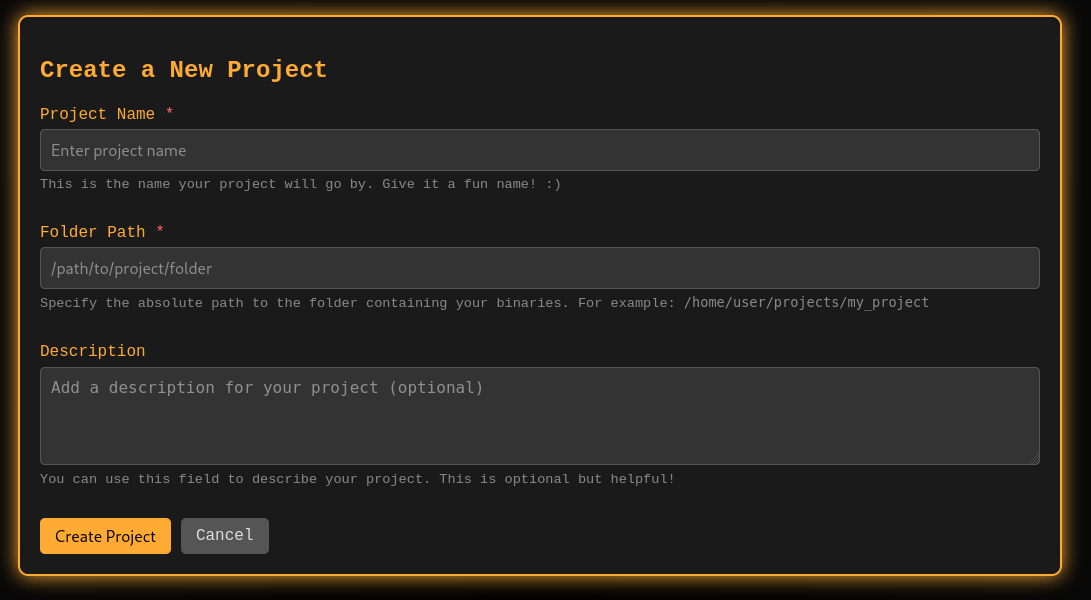 Create a New Project
Project Name *
Enter project name
This is the name your project will go by. Give it a fun name! :)
Folder Path *
/path/to/project/folder
Specify the absolute path to the folder containing your binaries. For example: /home/user/projects/my_project
Description
Add a description for your project (optional)
You can use this field to describe your project. This is optional but helpful!
Create Project Cancel